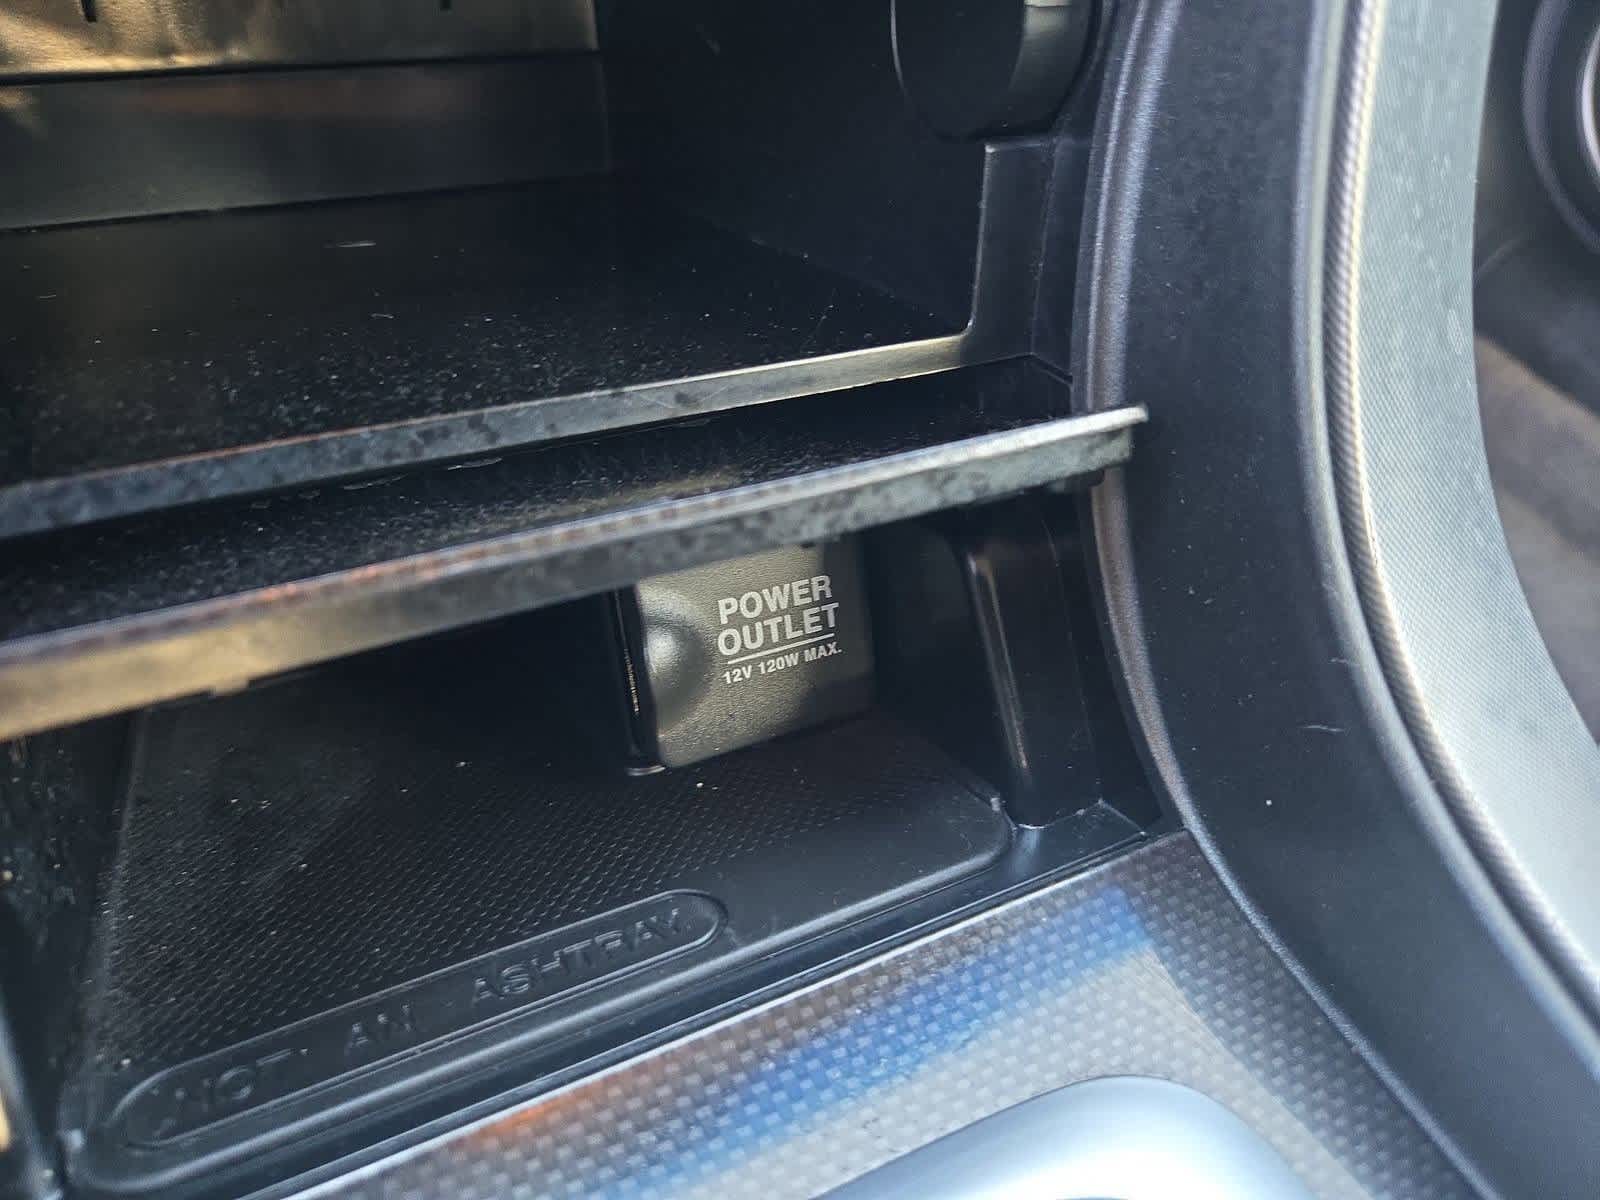 POWER
OUTLET
12V 120W MAX.
NOT AN ASHTRAY